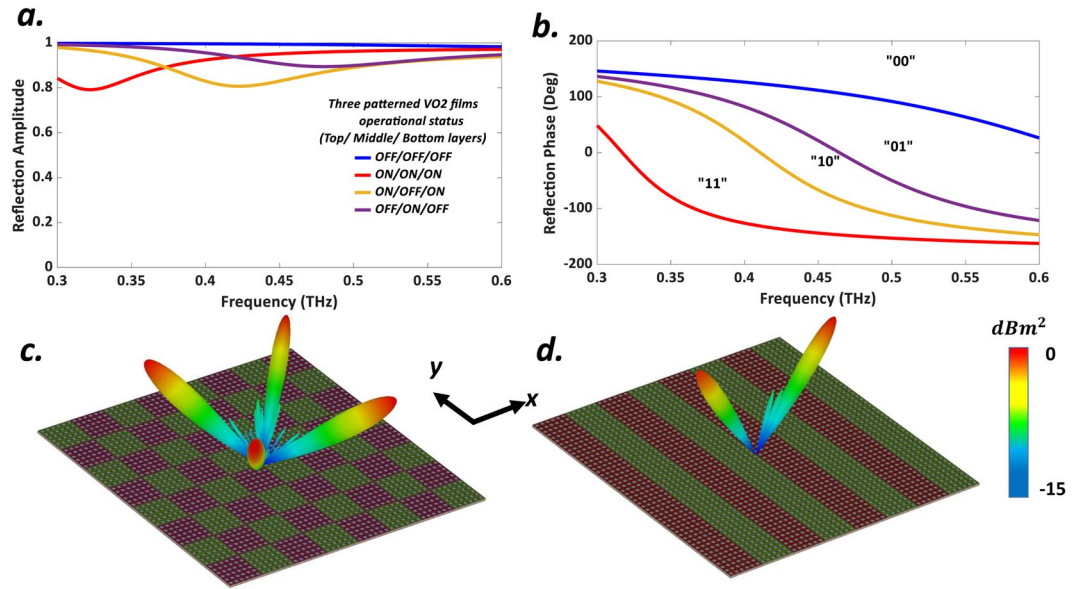 a.
1
0.8
0.6
0.4
0.2
0
0.3
0.35
0.4
0.45
0.5
0.55
0.6
Reflection Amplitude
Frequency (THz)
Three patterned VO2 films
operational status
(Top/ Middle/ Bottom layers)
OFF/OFF/OFF
ON/ON/ON
ON/OFF/ON
OFF/ON/OFF
b.
200
100
0
-100
-200
0.3
0.35
0.4
0.45
0.5
0.55
0.6
Reflection Phase (Deg)
Frequency (THz)
"00"
"01"
"10"
"11"
c.
y
x
d.
dBm²
0
-15